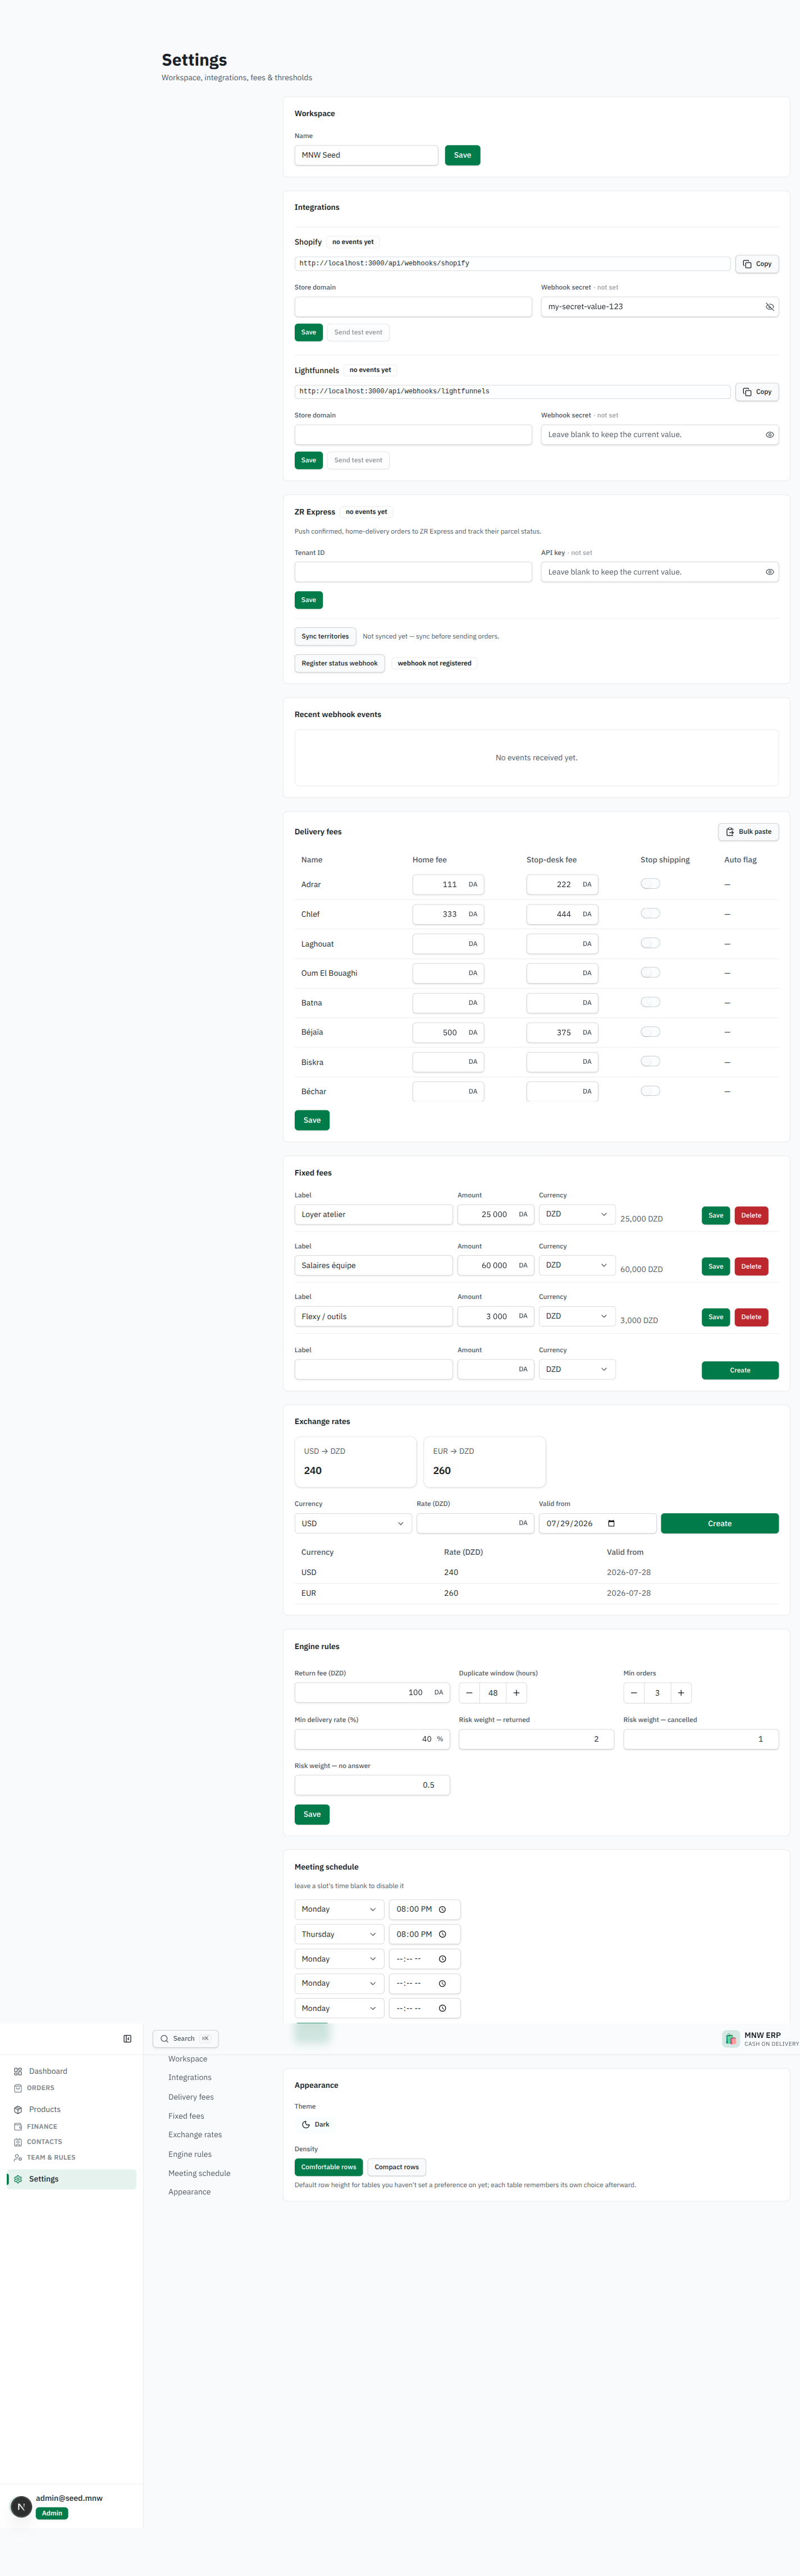 Settings
Workspace, integrations, fees & thresholds
Workspace
Name
MNW Seed Save
Integrations
Shopify no events yet
http://localhost:3000/api/webhooks/shopify Copy
Store domain Webhook secret · not set
my-secret-value-123
Save Send test event
Lightfunnels no events yet
http://localhost:3000/api/webhooks/lightfunnels Copy
Store domain Webhook secret · not set
Leave blank to keep the current value.
Save Send test event
ZR Express no events yet
Push confirmed, home-delivery orders to ZR Express and track their parcel status.
Tenant ID API key · not set
Leave blank to keep the current value.
Save
Sync territories Not synced yet — sync before sending orders.
Register status webhook webhook not registered
Recent webhook events
No events received yet.
Delivery fees Bulk paste
Name Home fee Stop-desk fee Stop shipping Auto flag
Adrar 111 DA 222 DA —
Chlef 333 DA 444 DA —
Laghouat DA DA —
Oum El Bouaghi DA DA —
Batna DA DA —
Béjaïa 500 DA 375 DA —
Biskra DA DA —
Béchar DA DA —
Save
Fixed fees
Label Amount Currency
Loyer atelier 25 000 DA DZD 25,000 DZD Save Delete
Label Amount Currency
Salaires équipe 60 000 DA DZD 60,000 DZD Save Delete
Label Amount Currency
Flexy / outils 3 000 DA DZD 3,000 DZD Save Delete
Label Amount Currency
DA DZD Create
Exchange rates
USD → DZD EUR → DZD
240 260
Currency Rate (DZD) Valid from
USD DA 07/29/2026 Create
Currency Rate (DZD) Valid from
USD 240 2026-07-28
EUR 260 2026-07-28
Engine rules
Return fee (DZD) Duplicate window (hours) Min orders
100 DA − 48 + − 3 +
Min delivery rate (%) Risk weight — returned Risk weight — cancelled
40 % 2 1
Risk weight — no answer
0.5
Save
Meeting schedule
leave a slot's time blank to disable it
Monday 08:00 PM
Thursday 08:00 PM
Monday --:-- --
Monday --:-- --
Monday --:-- --
Search ⌘K MNW ERP
CASH ON DELIVERY
Dashboard
ORDERS
Products
FINANCE
CONTACTS
TEAM & RULES
Settings
Workspace
Integrations
Delivery fees
Fixed fees
Exchange rates
Engine rules
Meeting schedule
Appearance
Appearance
Theme
Dark
Density
Comfortable rows Compact rows
Default row height for tables you haven't set a preference on yet; each table remembers its own choice afterward.
N admin@seed.mnw
Admin